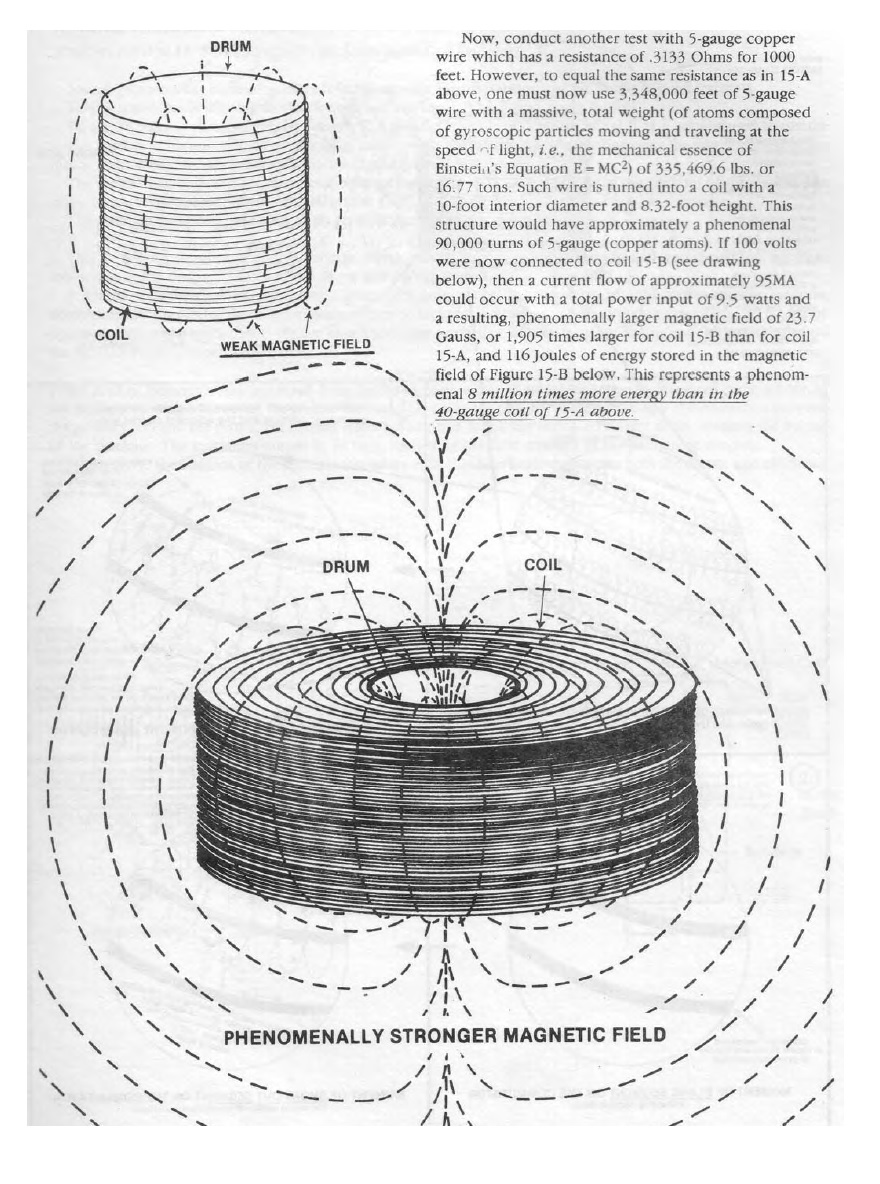 DRUM
COIL
WEAK MAGNETIC FIELD
Now, conduct another test with 5-gauge copper
wire which has a resistance of .3133 Ohms for 1000
feet. However, to equal the same resistance as in 15-A
above, one must now use 3,348,000 feet of 5-gauge
wire with a massive, total weight (of atoms composed
of gyroscopic particles moving and traveling at the
speed of light, i.e., the mechanical essence of
Einstein's Equation E = MC²) of 335,469.6 lbs. or
16.77 tons. Such wire is turned into a coil with a
10-foot interior diameter and 8.32-foot height. This
structure would have approximately a phenomenal
90,000 turns of 5-gauge (copper atoms). If 100 volts
were now connected to coil 15-B (see drawing
below), then a current flow of approximately 95MA
could occur with a total power input of 9.5 watts and
a resulting, phenomenally larger magnetic field of 23.7
Gauss, or 1,905 times larger for coil 15-B than for coil
15-A, and 116 Joules of energy stored in the magnetic
field of Figure 15-B below. This represents a phenom-
enal 8 million times more energy than in the
40-gauge coil of 15-A above.
DRUM
COIL
PHENOMENALLY STRONGER MAGNETIC FIELD